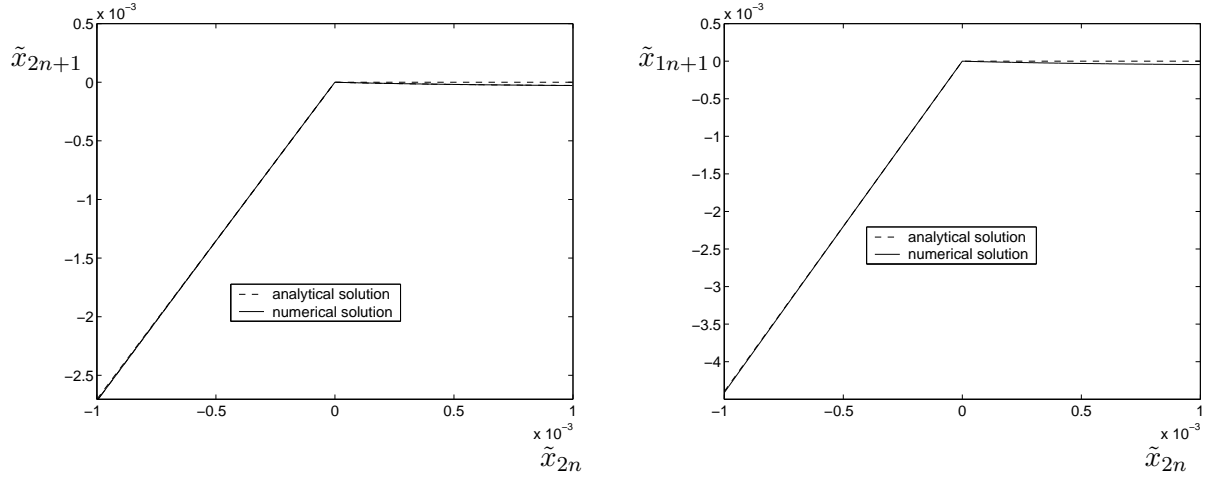 x 10⁻³
0.5
x̃₂ₙ₊₁
0
−0.5
−1
−1.5
−2
−2.5
analytical solution
numerical solution
−1 −0.5 0 0.5 1
x 10⁻³
x̃₂ₙ
x 10⁻³
0.5
x̃₁ₙ₊₁
0
−0.5
−1
−1.5
−2
−2.5
−3
−3.5
−4
analytical solution
numerical solution
−1 −0.5 0 0.5 1
x 10⁻³
x̃₂ₙ